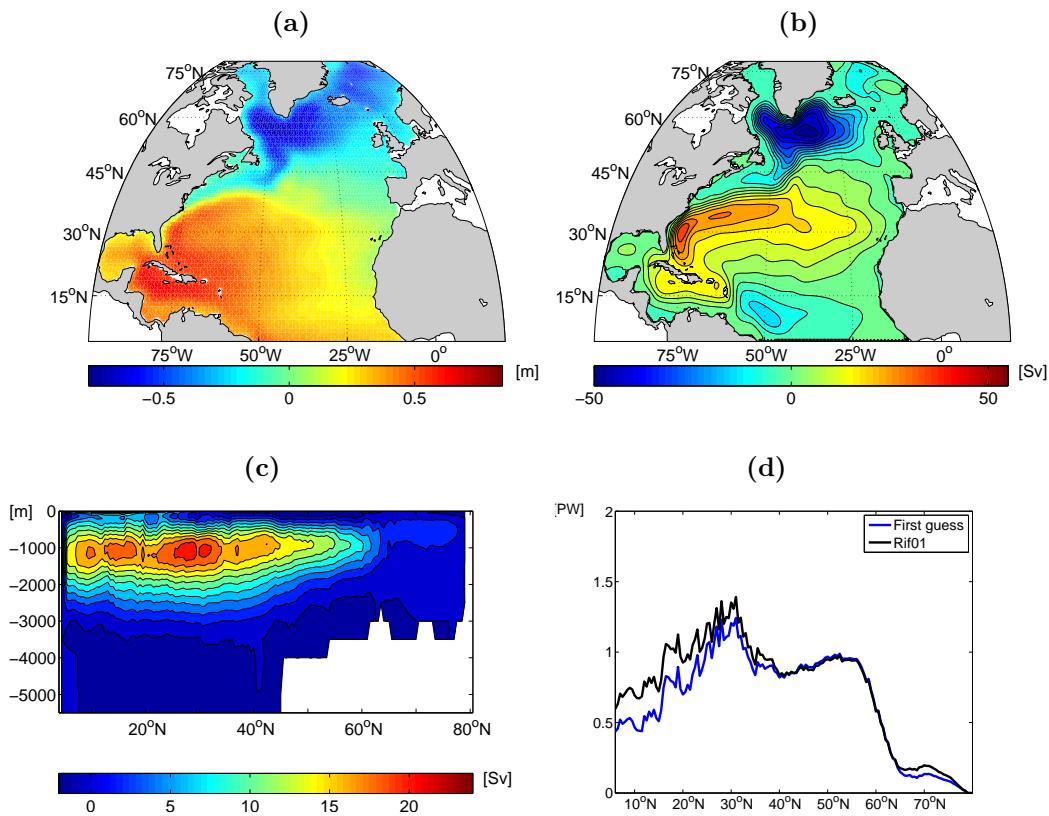 (a)
(b)
75°N
60°N
45°N
30°N
15°N
75°W 50°W 25°W 0°
[m]
−0.5 0 0.5
75°N
60°N
45°N
30°N
15°N
75°W 50°W 25°W 0°
[Sv]
−50 0 50
(c)
(d)
[m]
0
−1000
−2000
−3000
−4000
−5000
20°N 40°N 60°N 80°N
[Sv]
0 5 10 15 20
[PW]
2
1.5
1
0.5
0
First guess
Rif01
10°N 20°N 30°N 40°N 50°N 60°N 70°N